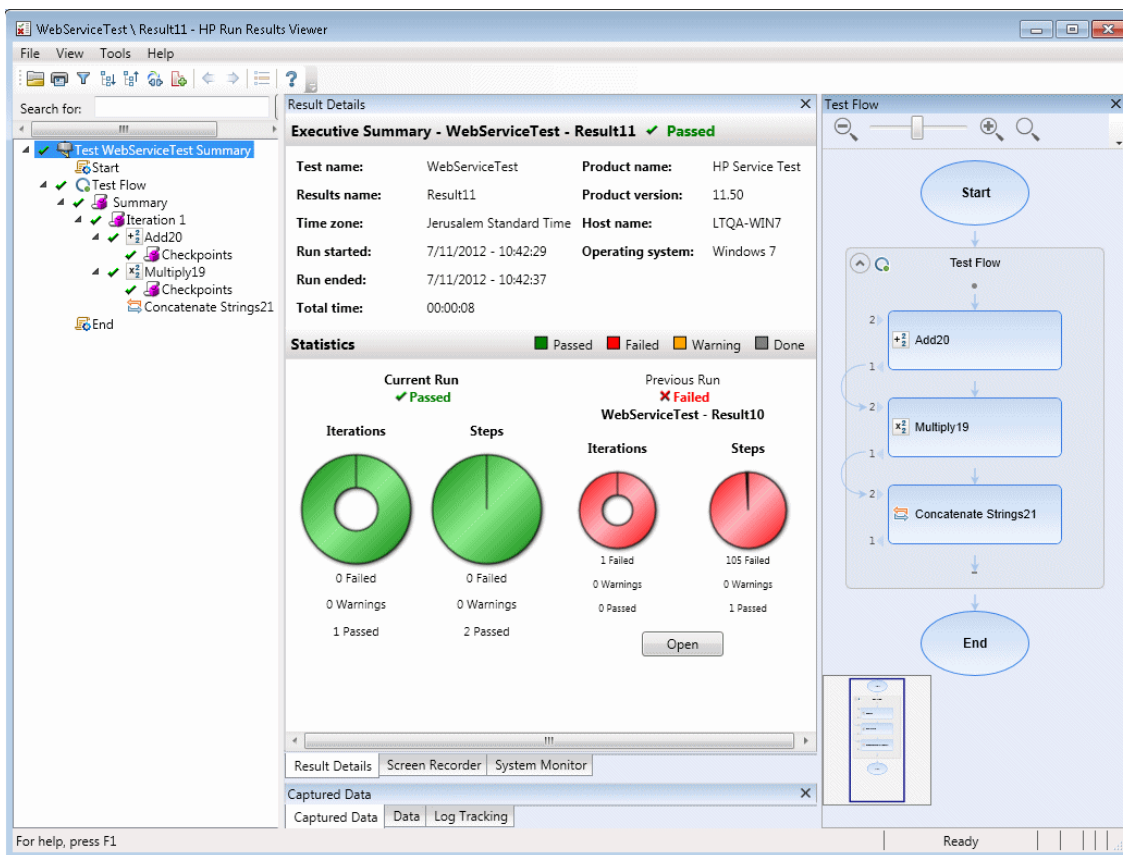 WebServiceTest \ Result11 - HP Run Results Viewer
File View Tools Help
Search for:
Test WebServiceTest Summary
Start
Test Flow
Summary
Iteration 1
Add20
Checkpoints
Multiply19
Checkpoints
Concatenate Strings21
End
Result Details
Executive Summary - WebServiceTest - Result11 Passed
Test name: WebServiceTest Product name: HP Service Test
Results name: Result11 Product version: 11.50
Time zone: Jerusalem Standard Time Host name: LTQA-WIN7
Run started: 7/11/2012 - 10:42:29 Operating system: Windows 7
Run ended: 7/11/2012 - 10:42:37
Total time: 00:00:08
Statistics Passed Failed Warning Done
Current Run
Passed
Iterations Steps
0 Failed 0 Failed
0 Warnings 0 Warnings
1 Passed 2 Passed
Previous Run
Failed
WebServiceTest - Result10
Iterations Steps
1 Failed 105 Failed
0 Warnings 0 Warnings
0 Passed 1 Passed
Open
Result Details Screen Recorder System Monitor
Captured Data
Captured Data Data Log Tracking
Test Flow
Start
Test Flow
2
Add20
1
2
Multiply19
1
2
Concatenate Strings21
1
End
For help, press F1 Ready